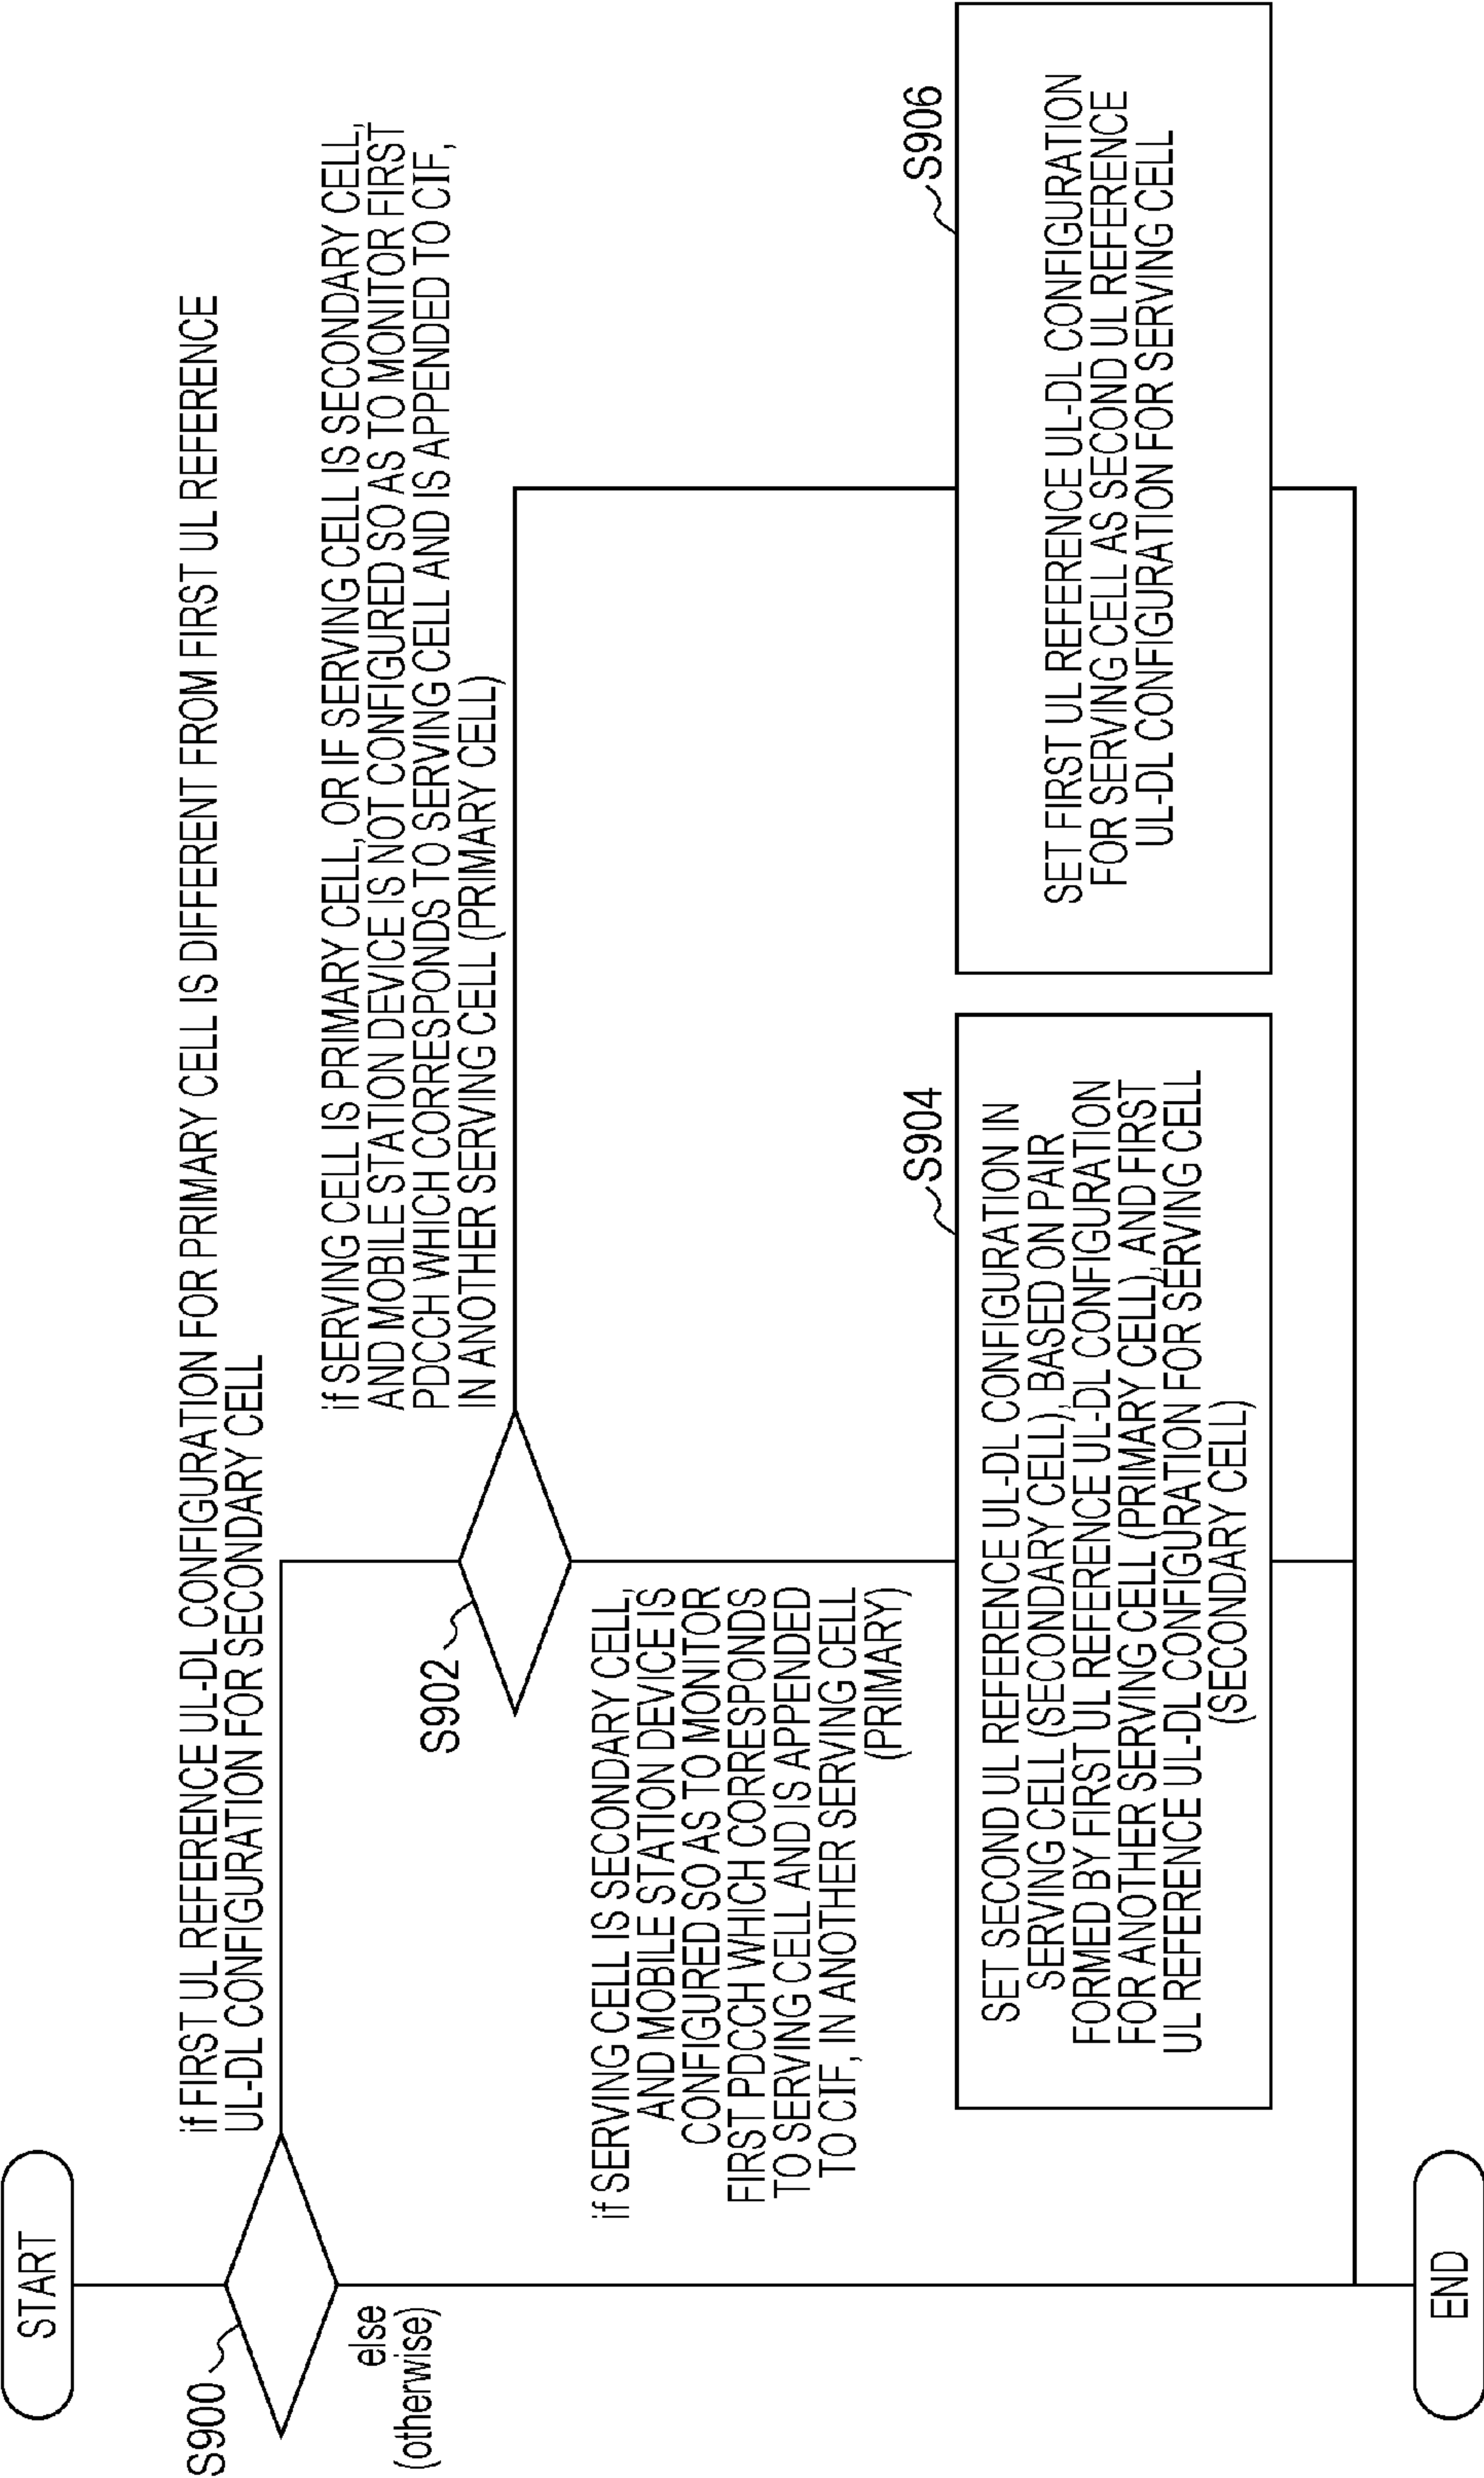 START
S900
if FIRST UL REFERENCE UL-DL CONFIGURATION FOR PRIMARY CELL IS DIFFERENT FROM FIRST UL REFERENCE
UL-DL CONFIGURATION FOR SECONDARY CELL
else
(otherwise)
S902
if SERVING CELL IS PRIMARY CELL, OR IF SERVING CELL IS SECONDARY CELL,
AND MOBILE STATION DEVICE IS NOT CONFIGURED SO AS TO MONITOR FIRST
PDCCH WHICH CORRESPONDS TO SERVING CELL AND IS APPENDED TO CIF,
IN ANOTHER SERVING CELL (PRIMARY CELL)
if SERVING CELL IS SECONDARY CELL,
AND MOBILE STATION DEVICE IS
CONFIGURED SO AS TO MONITOR
FIRST PDCCH WHICH CORRESPONDS
TO SERVING CELL AND IS APPENDED
TO CIF, IN ANOTHER SERVING CELL
(PRIMARY)
S904
SET SECOND UL REFERENCE UL-DL CONFIGURATION IN
SERVING CELL (SECONDARY CELL), BASED ON PAIR
FORMED BY FIRST UL REFERENCE UL-DL CONFIGURATION
FOR ANOTHER SERVING CELL (PRIMARY CELL), AND FIRST
UL REFERENCE UL-DL CONFIGURATION FOR SERVING CELL
(SECONDARY CELL)
S906
SET FIRST UL REFERENCE UL-DL CONFIGURATION
FOR SERVING CELL AS SECOND UL REFERENCE
UL-DL CONFIGURATION FOR SERVING CELL
END